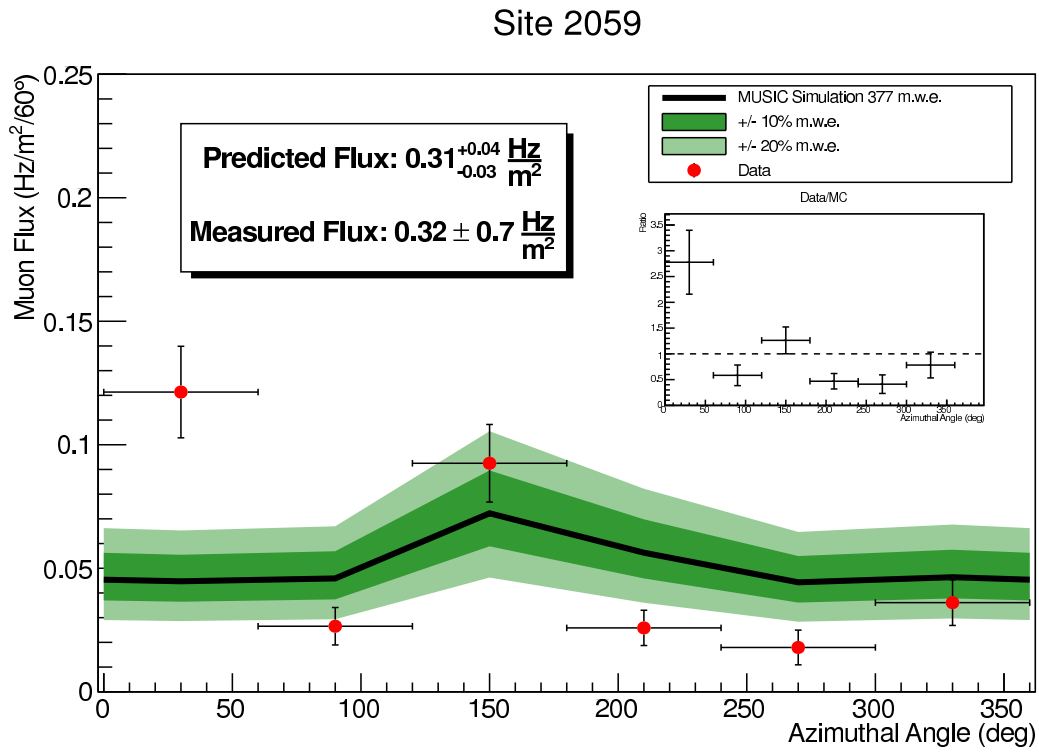 Site 2059
Muon Flux (Hz/m²/60°)
0.25
0.2
0.15
0.1
0.05
0
Predicted Flux: 0.31 +0.04 -0.03 Hz/m²
Measured Flux: 0.32 ± 0.7 Hz/m²
MUSIC Simulation 377 m.w.e.
+/- 10% m.w.e.
+/- 20% m.w.e.
Data
Data/MC
Ratio
3.5
3
2.5
2
1.5
1
0.5
0
0 50 100 150 200 250 300 350
Azimuthal Angle (deg)
0 50 100 150 200 250 300 350
Azimuthal Angle (deg)